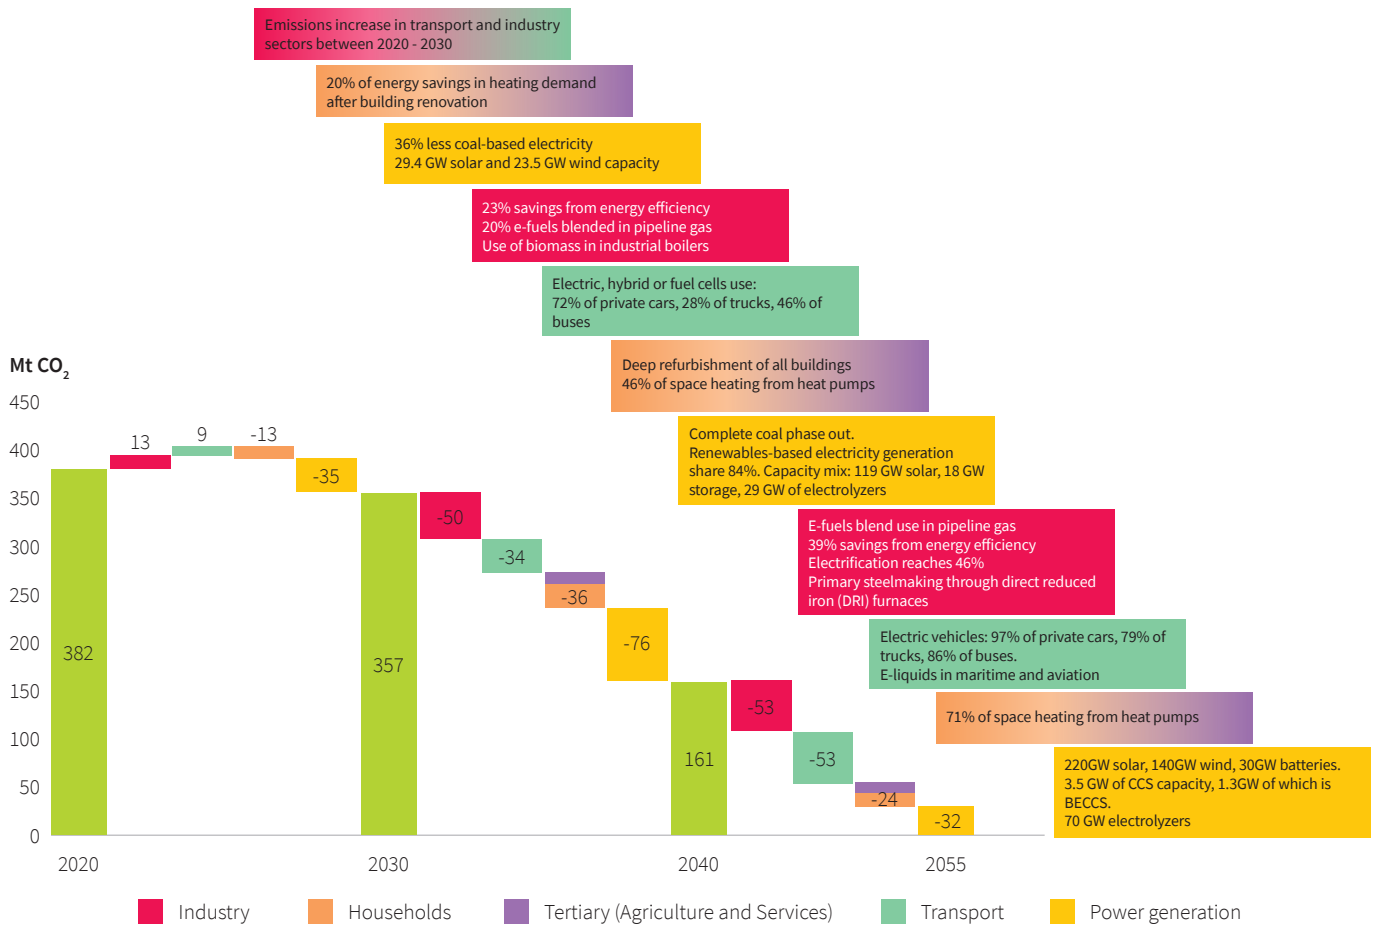 Emissions increase in transport and industry
sectors between 2020 - 2030
20% of energy savings in heating demand
after building renovation
36% less coal-based electricity
29.4 GW solar and 23.5 GW wind capacity
23% savings from energy efficiency
20% e-fuels blended in pipeline gas
Use of biomass in industrial boilers
Electric, hybrid or fuel cells use:
72% of private cars, 28% of trucks, 46% of
buses
Deep refurbishment of all buildings
46% of space heating from heat pumps
Complete coal phase out.
Renewables-based electricity generation
share 84%. Capacity mix: 119 GW solar, 18 GW
storage, 29 GW of electrolyzers
E-fuels blend use in pipeline gas
39% savings from energy efficiency
Electrification reaches 46%
Primary steelmaking through direct reduced
iron (DRI) furnaces
Electric vehicles: 97% of private cars, 79% of
trucks, 86% of buses.
E-liquids in maritime and aviation
71% of space heating from heat pumps
220GW solar, 140GW wind, 30GW batteries.
3.5 GW of CCS capacity, 1.3GW of which is
BECCS.
70 GW electrolyzers
Mt CO2
450
400
350
300
250
200
150
100
50
0
382
13
9
-13
-35
357
-50
-34
-36
-76
161
-53
-53
-24
-32
2020
2030
2040
2055
Industry
Households
Tertiary (Agriculture and Services)
Transport
Power generation